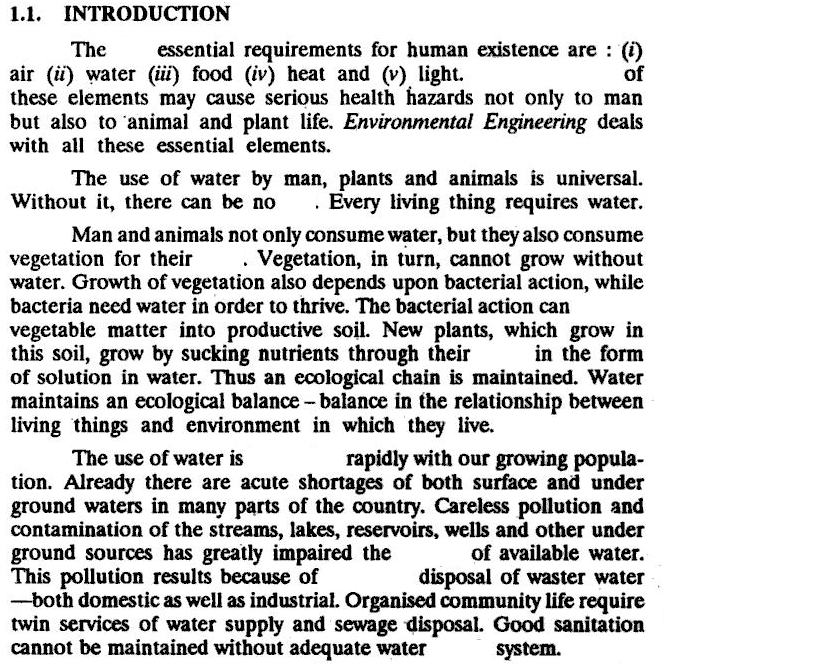 1.1. INTRODUCTION
The essential requirements for human existence are : (i)
air (ii) water (iii) food (iv) heat and (v) light. of
these elements may cause serious health hazards not only to man
but also to animal and plant life. Environmental Engineering deals
with all these essential elements.
The use of water by man, plants and animals is universal.
Without it, there can be no . Every living thing requires water.
Man and animals not only consume water, but they also consume
vegetation for their . Vegetation, in turn, cannot grow without
water. Growth of vegetation also depends upon bacterial action, while
bacteria need water in order to thrive. The bacterial action can
vegetable matter into productive soil. New plants, which grow in
this soil, grow by sucking nutrients through their in the form
of solution in water. Thus an ecological chain is maintained. Water
maintains an ecological balance – balance in the relationship between
living things and environment in which they live.
The use of water is rapidly with our growing popula-
tion. Already there are acute shortages of both surface and under
ground waters in many parts of the country. Careless pollution and
contamination of the streams, lakes, reservoirs, wells and other under
ground sources has greatly impaired the of available water.
This pollution results because of disposal of waster water
—both domestic as well as industrial. Organised community life require
twin services of water supply and sewage disposal. Good sanitation
cannot be maintained without adequate water system.